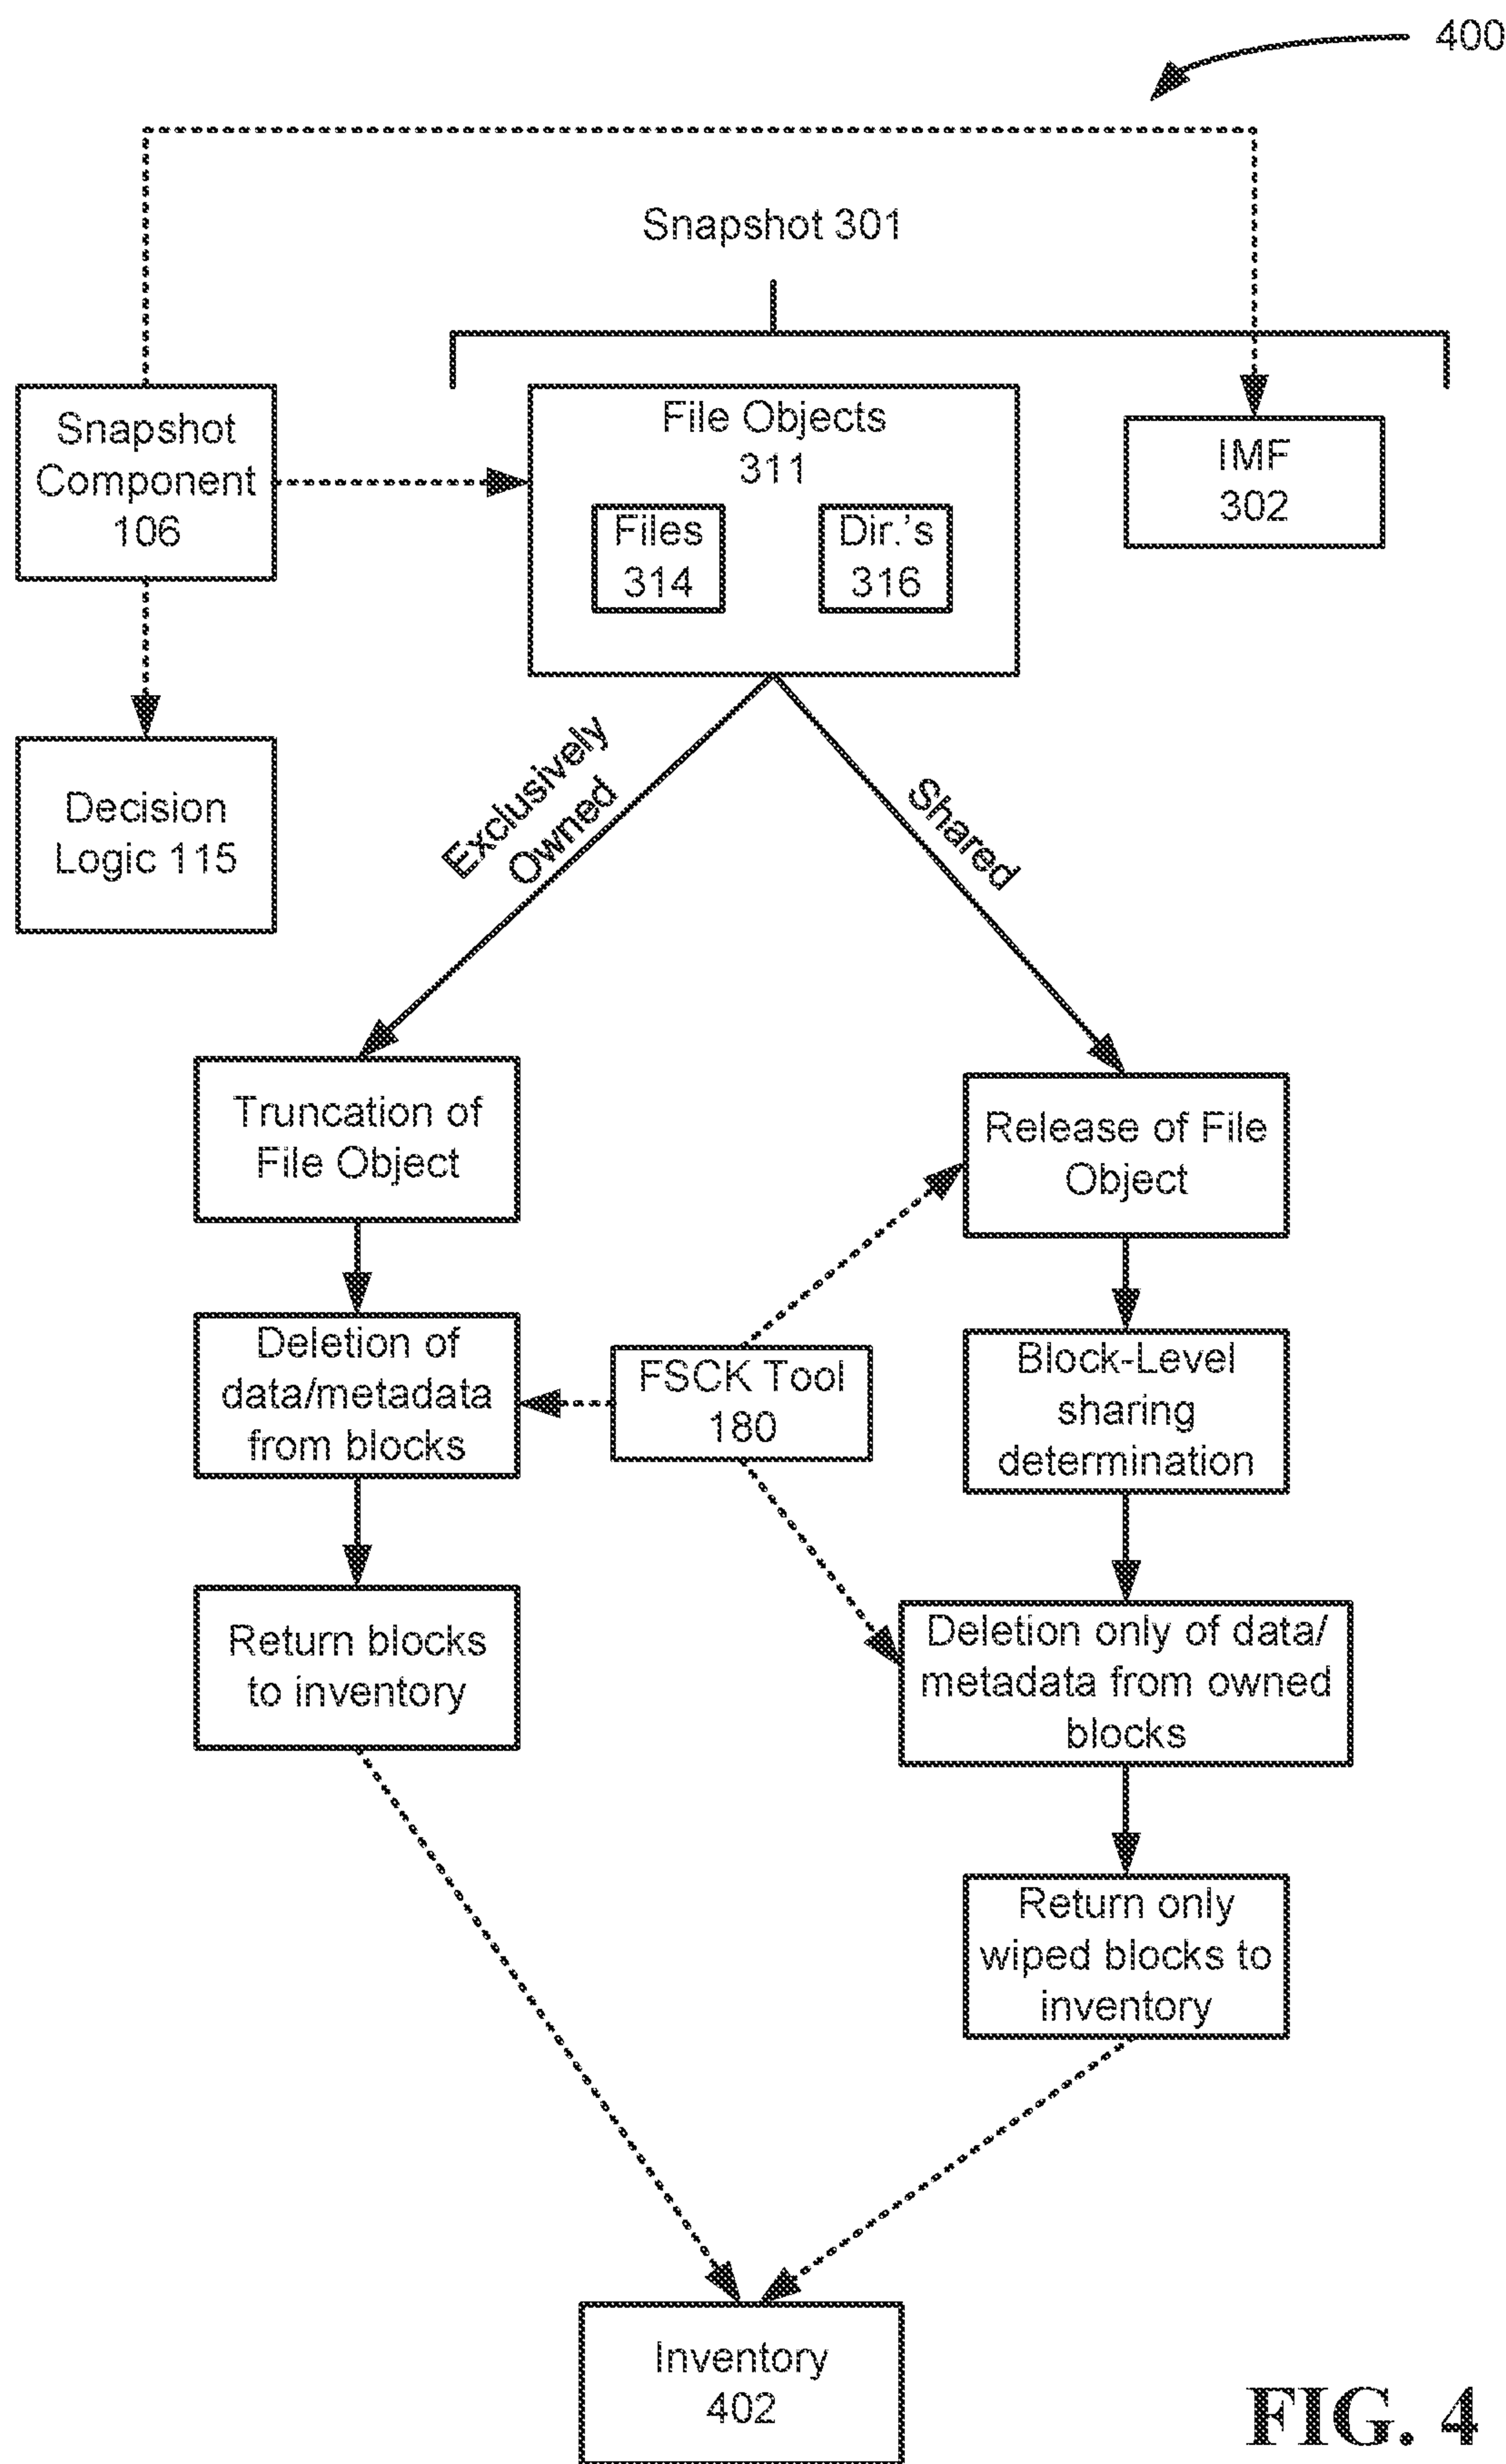 400
Snapshot 301
Snapshot
Component
106
File Objects
311
Files
314
Dir.'s
316
IMF
302
Decision
Logic 115
Exclusively
Owned
Shared
Truncation of
File Object
Release of File
Object
Deletion of
data/metadata
from blocks
FSCK Tool
180
Block-Level
sharing
determination
Return blocks
to inventory
Deletion only of data/
metadata from owned
blocks
Return only
wiped blocks to
inventory
Inventory
402
FIG. 4